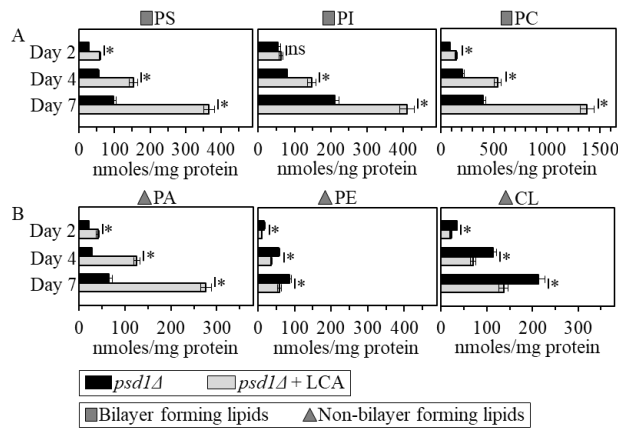 PS PI PC
A
Day 2 * ns *
Day 4 * * *
Day 7 * * *
0 100 200 300 400 0 100 200 300 400 0 500 1000 1500
nmoles/mg protein nmoles/ng protein nmoles/ng protein
PA PE CL
B
Day 2 * * *
Day 4 * * *
Day 7 * * *
0 100 200 300 0 100 200 300 400 0 100 200 300
nmoles/mg protein nmoles/mg protein nmoles/mg protein
psd1Δ psd1Δ + LCA
Bilayer forming lipids Non-bilayer forming lipids